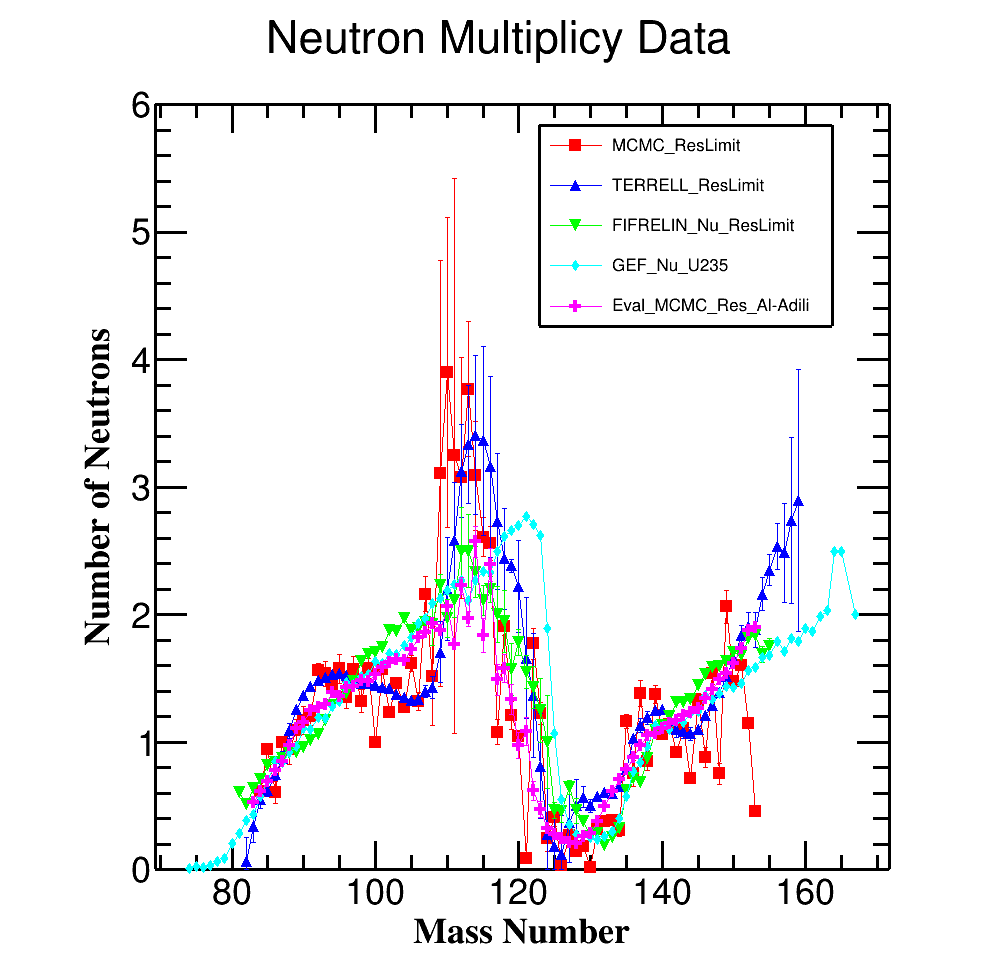 Neutron Multiplicy Data
6
5
4
3
2
1
0
Number of Neutrons
MCMC_ResLimit
TERRELL_ResLimit
FIFRELIN_Nu_ResLimit
GEF_Nu_U235
Eval_MCMC_Res_Al-Adili
80 100 120 140 160
Mass Number